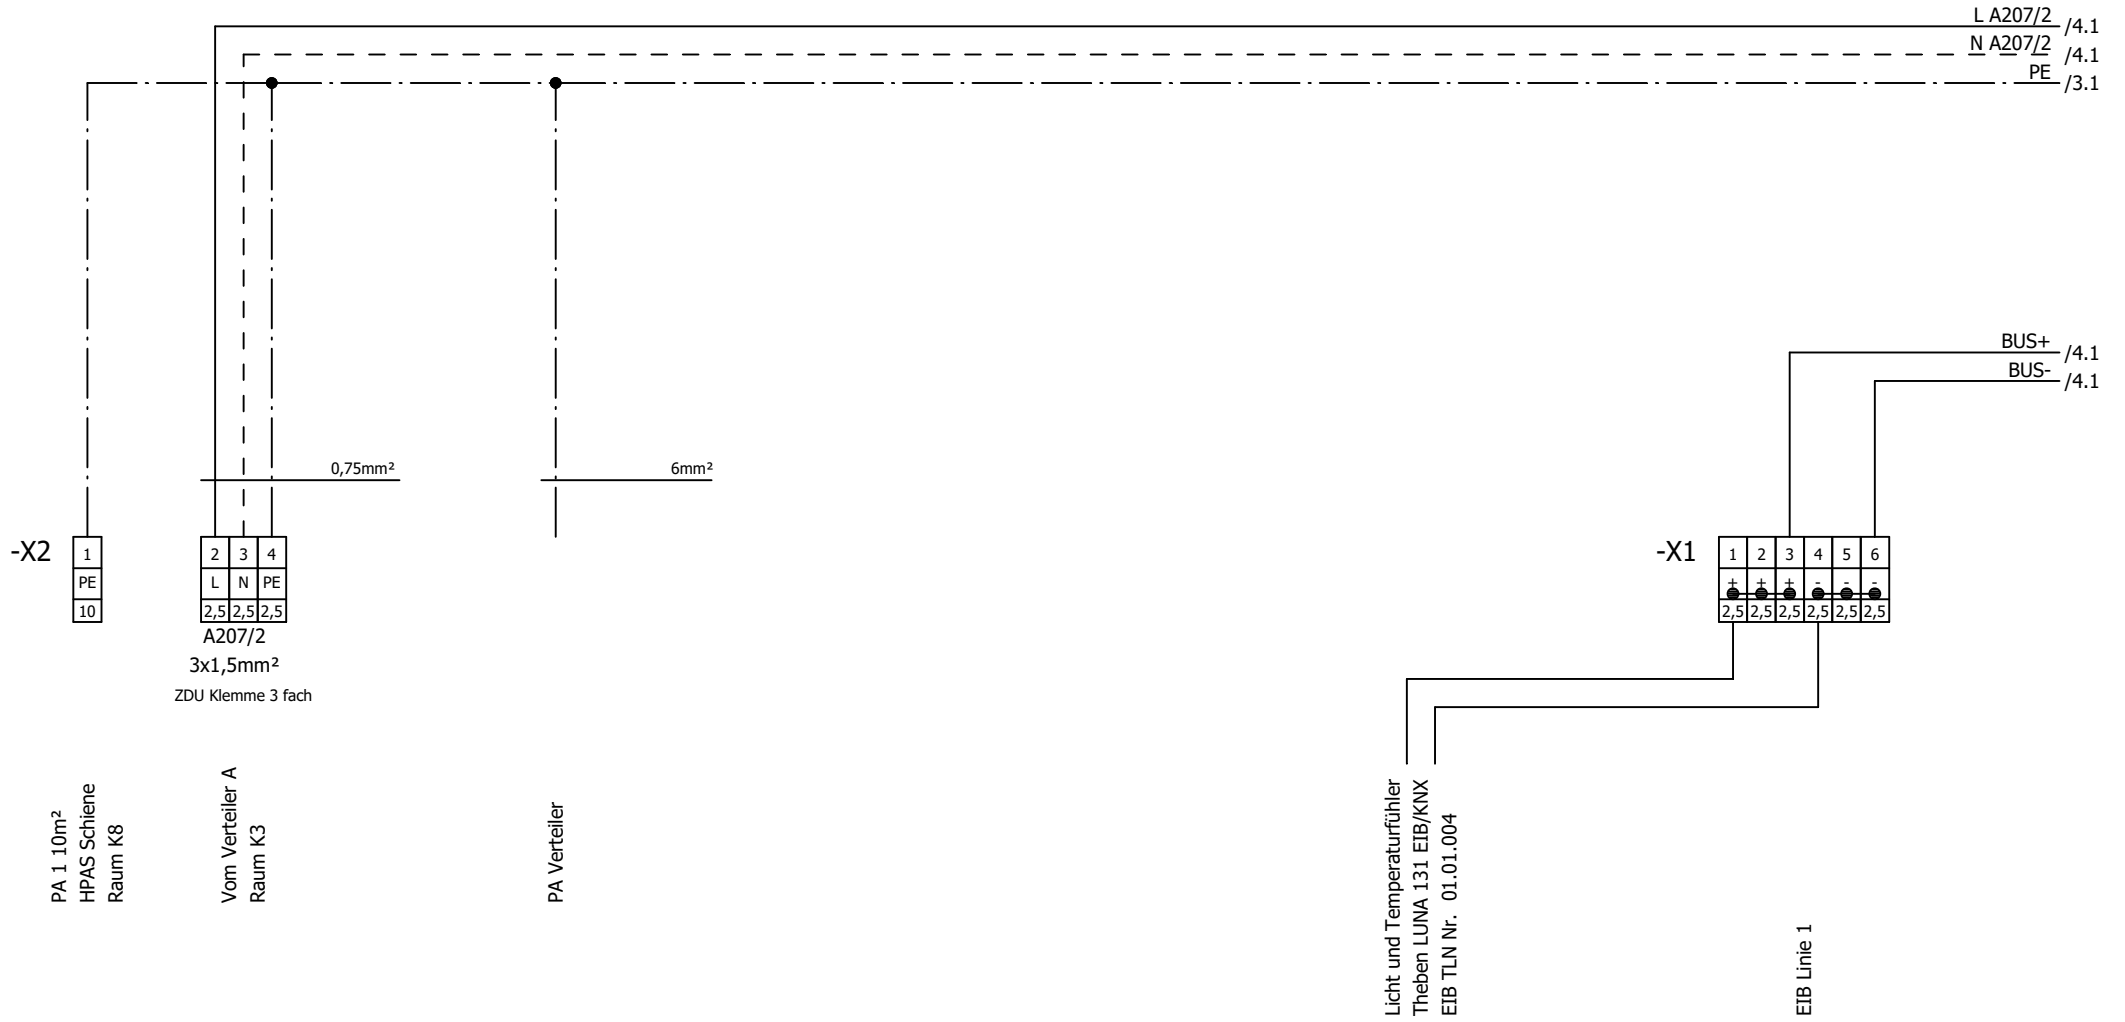 L A207/2 /4.1
N A207/2 /4.1
PE /3.1
BUS+ /4.1
BUS- /4.1
0,75mm²
6mm²
-X2
1
PE
10
2 3 4
L N PE
2,5 2,5 2,5
A207/2
3x1,5mm²
ZDU Klemme 3 fach
-X1
1 2 3 4 5 6
+ + + - - -
2,5 2,5 2,5 2,5 2,5 2,5
PA 1 10m²
HPAS Schiene
Raum K8
Vom Verteiler A
Raum K3
PA Verteiler
Licht und Temperaturfühler
Theben LUNA 131 EIB/KNX
EIB TLN Nr. 01.01.004
EIB Linie 1